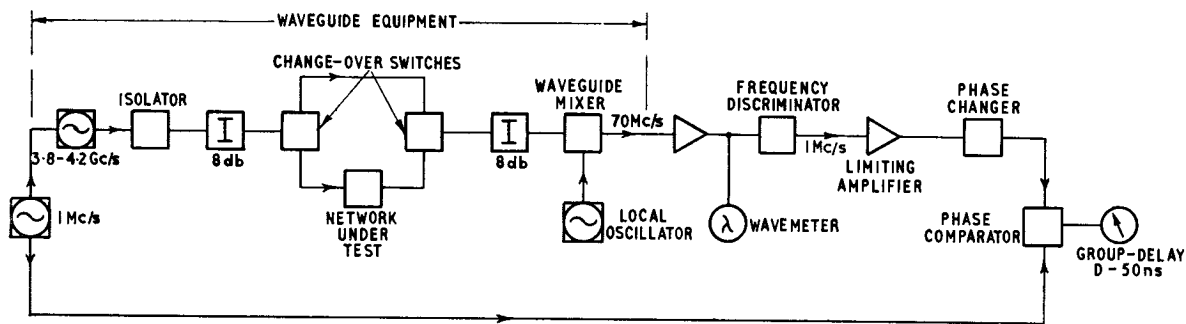 WAVEGUIDE EQUIPMENT
CHANGE-OVER SWITCHES
ISOLATOR
WAVEGUIDE
MIXER
FREQUENCY
DISCRIMINATOR
PHASE
CHANGER
3·8-4·2Gc/s
8db
8db
70Mc/s
1Mc/s
LIMITING
AMPLIFIER
1Mc/s
NETWORK
UNDER
TEST
LOCAL
OSCILLATOR
λ
WAVEMETER
PHASE
COMPARATOR
GROUP-DELAY
D-50ns